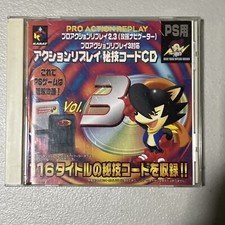 KARAT
PRO ACTION REPLAY
プロアクションリプレイ2.3(攻略ナビゲーター)
プロアクションリプレイ3対応
アクションリプレイ秘技コードCD
PS用
これで
PSゲームは
Vol.3
116タイトルの秘技コードを収録!!